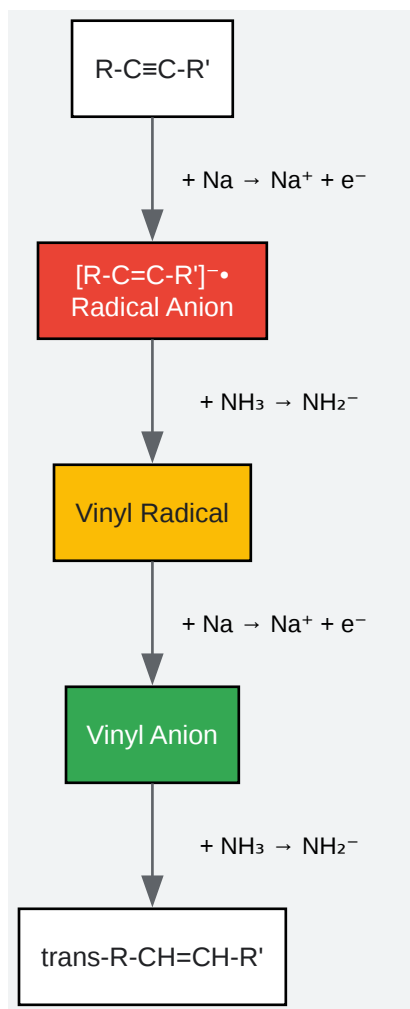 R-C≡C-R'
+ Na → Na⁺ + e⁻
[R-C=C-R']⁻•
Radical Anion
+ NH₃ → NH₂⁻
Vinyl Radical
+ Na → Na⁺ + e⁻
Vinyl Anion
+ NH₃ → NH₂⁻
trans-R-CH=CH-R'